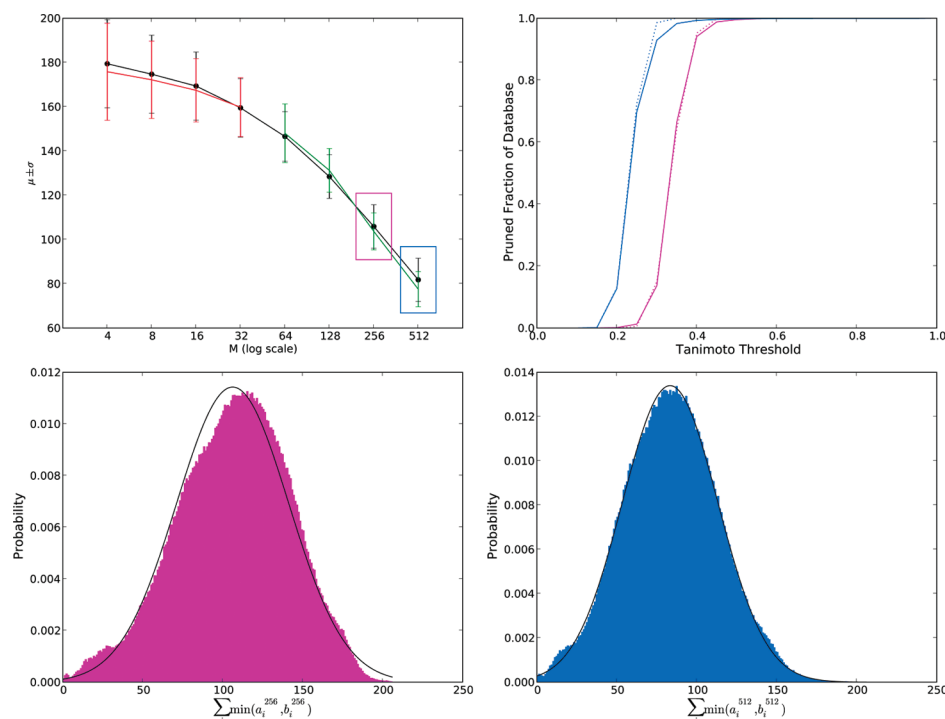 200
180
160
140
120
100
80
60
μ ± σ
4 8 16 32 64 128 256 512
M (log scale)
1.0
0.8
0.6
0.4
0.2
0.0
Pruned Fraction of Database
0.0 0.2 0.4 0.6 0.8 1.0
Tanimoto Threshold
0.012
0.010
0.008
0.006
0.004
0.002
0.000
Probability
0 50 100 150 200 250
∑ min(a_i^256, b_i^256)
i
0.014
0.012
0.010
0.008
0.006
0.004
0.002
0.000
Probability
0 50 100 150 200 250
∑ min(a_i^512, b_i^512)
i